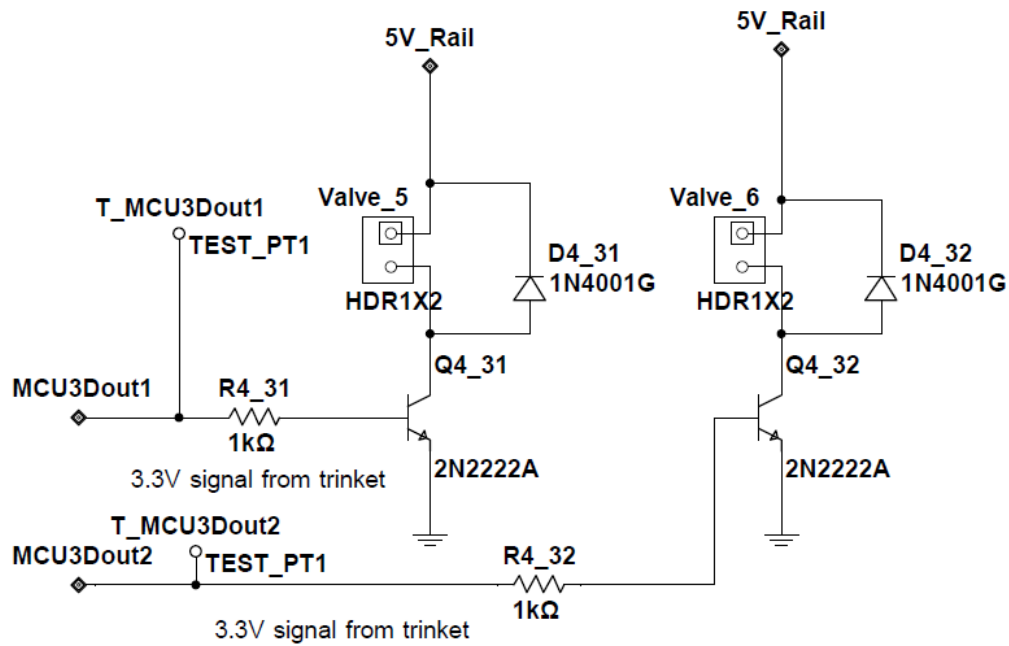 5V_Rail
5V_Rail
Valve_5
Valve_6
T_MCU3Dout1
TEST_PT1
D4_31
1N4001G
D4_32
1N4001G
HDR1X2
HDR1X2
Q4_31
Q4_32
MCU3Dout1
R4_31
1kΩ
2N2222A
2N2222A
3.3V signal from trinket
T_MCU3Dout2
MCU3Dout2
TEST_PT1
R4_32
1kΩ
3.3V signal from trinket